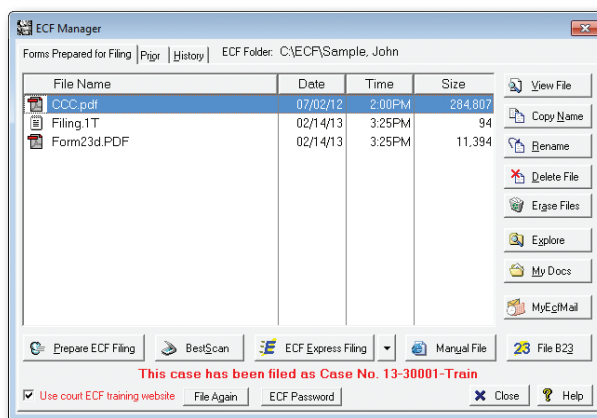 ECF Manager
Forms Prepared for Filing Prior History ECF Folder: C:\ECF\Sample, John
File Name Date Time Size
CCC.pdf 07/02/12 2:00PM 284,807
Filing.1T 02/14/13 3:25PM 94
Form23d.PDF 02/14/13 3:25PM 11,394
View File
Copy Name
Rename
Delete File
Erase Files
Explore
My Docs
MyEcfMail
Prepare ECF Filing BestScan ECF Express Filing Manual File 23 File B23
This case has been filed as Case No. 13-30001-Train
Use court ECF training website File Again ECF Password Close Help